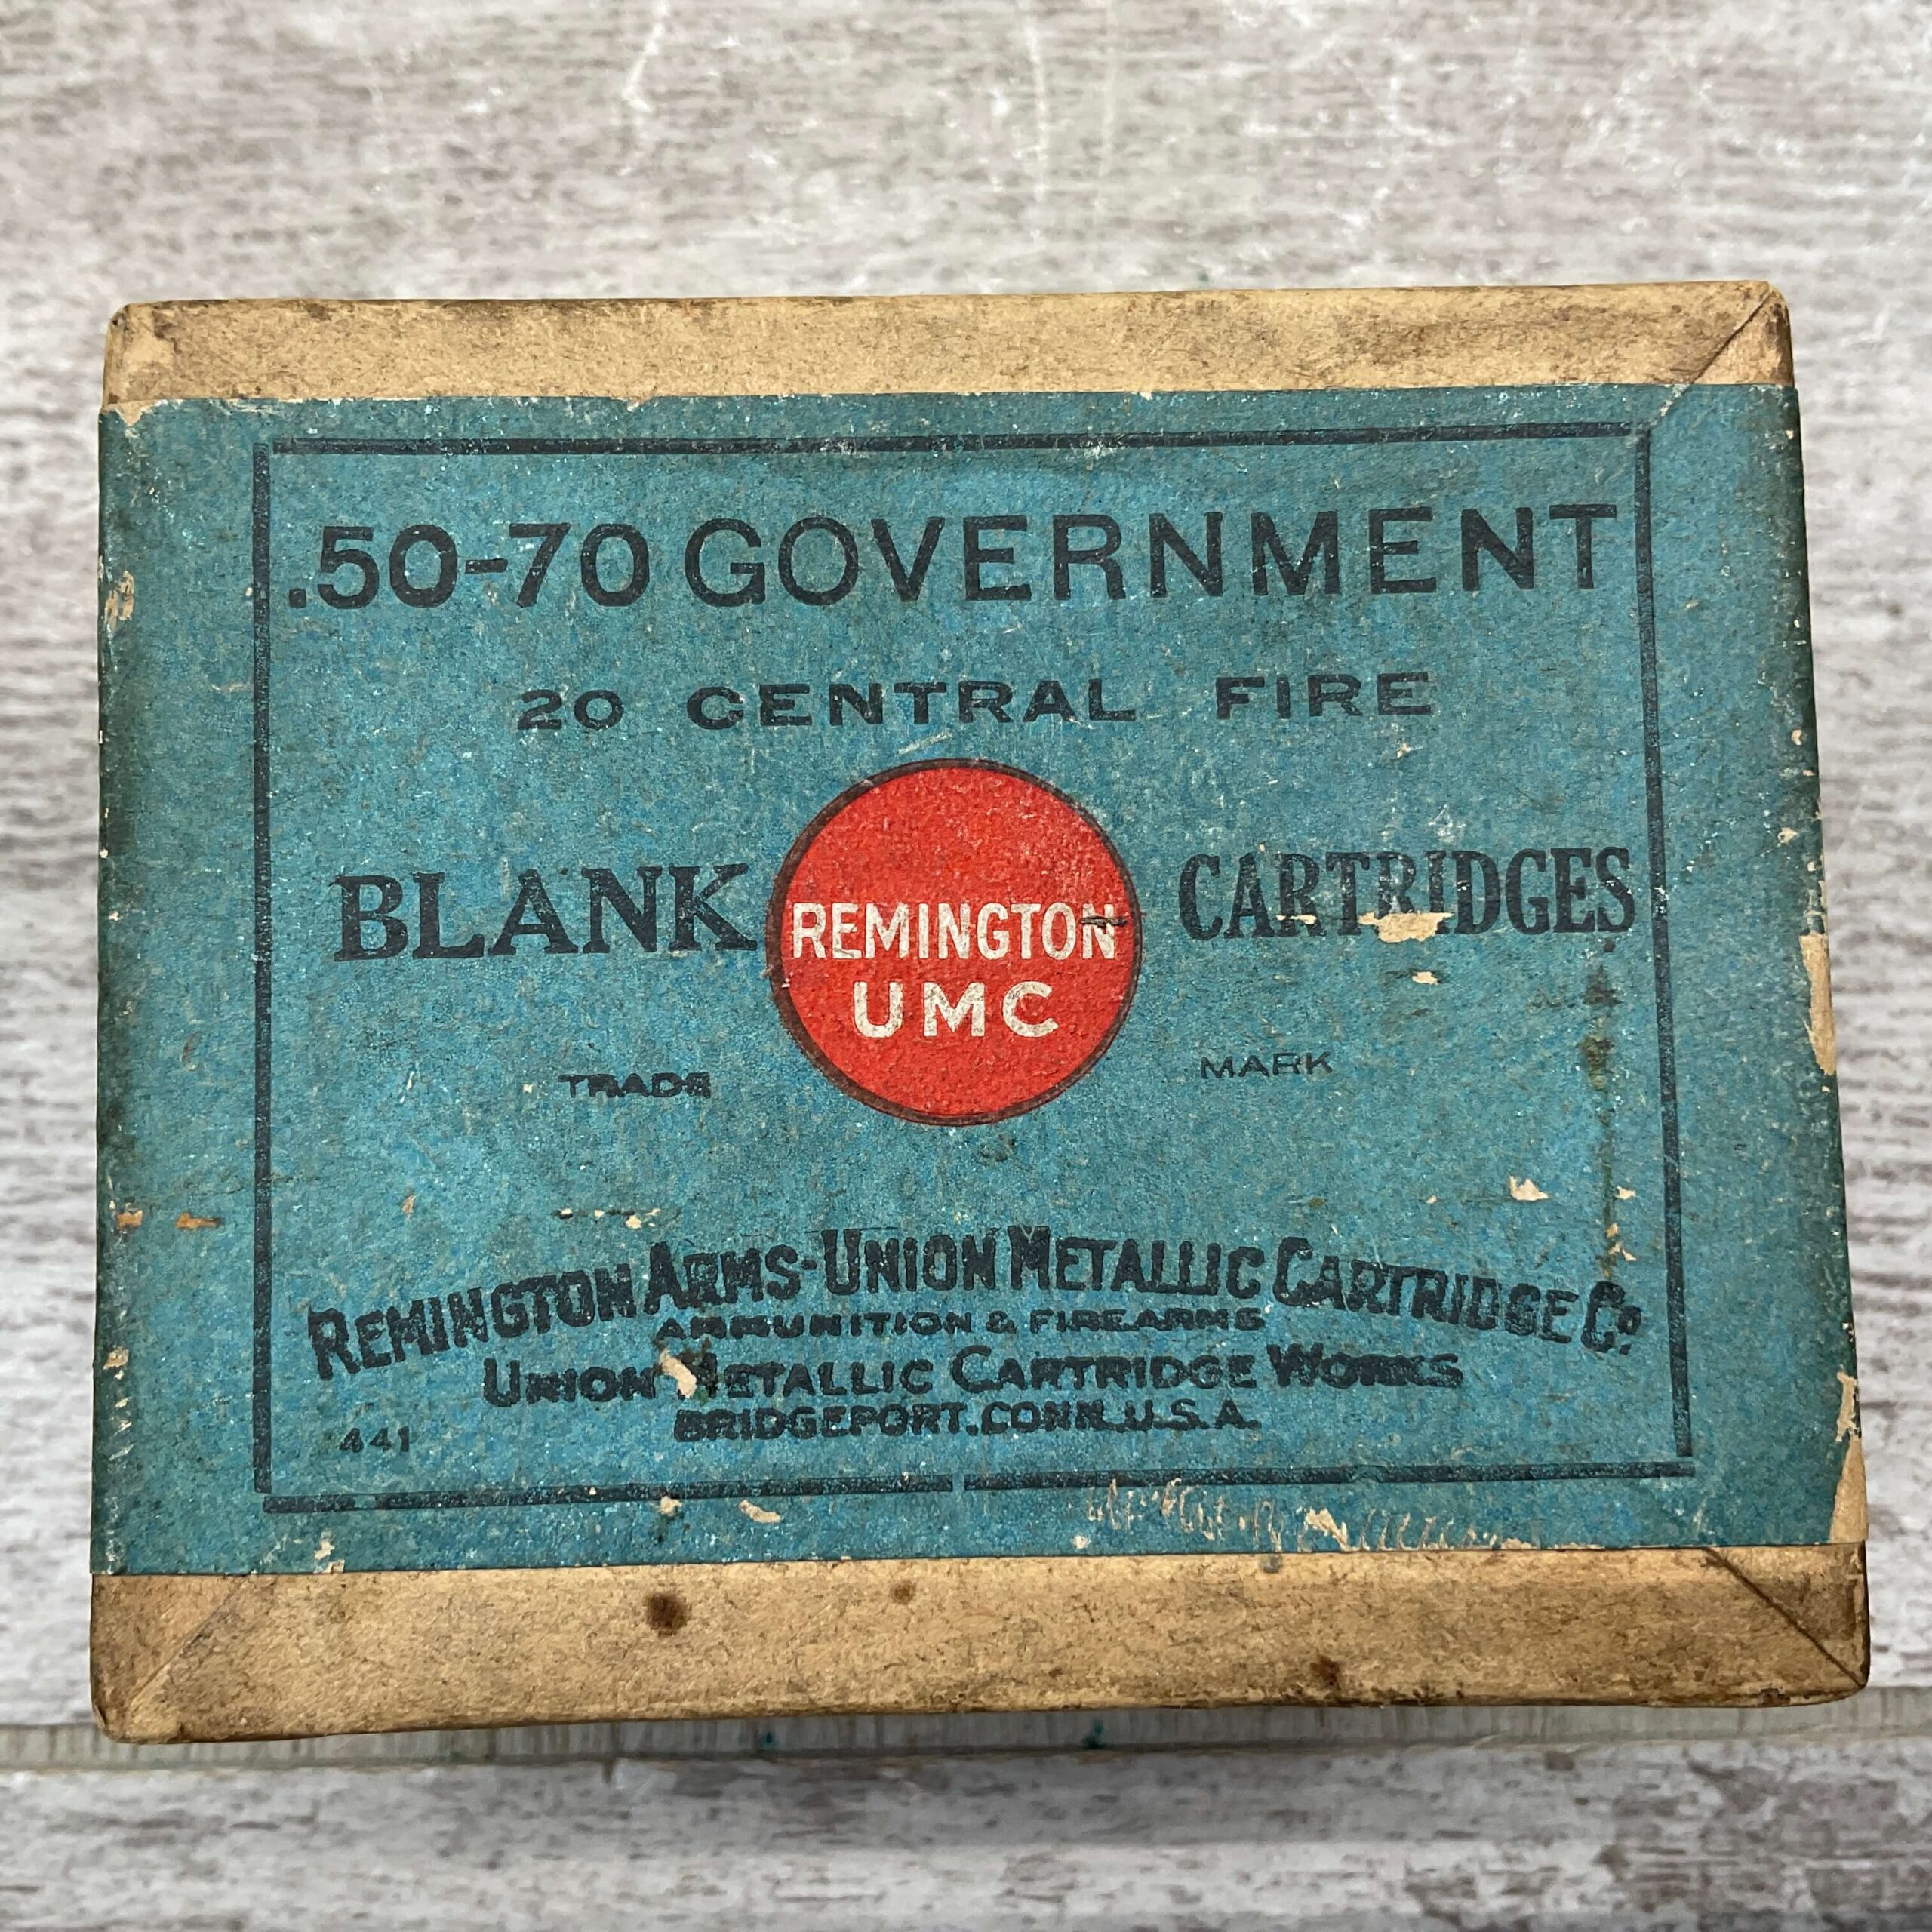 .50-70 GOVERNMENT
20 CENTRAL FIRE
BLANK REMINGTON UMC CARTRIDGES
TRADE MARK
REMINGTON ARMS-UNION METALLIC CARTRIDGE Co.
AMMUNITION & FIREARMS
UNION METALLIC CARTRIDGE WORKS
BRIDGEPORT, CONN. U.S.A.
441